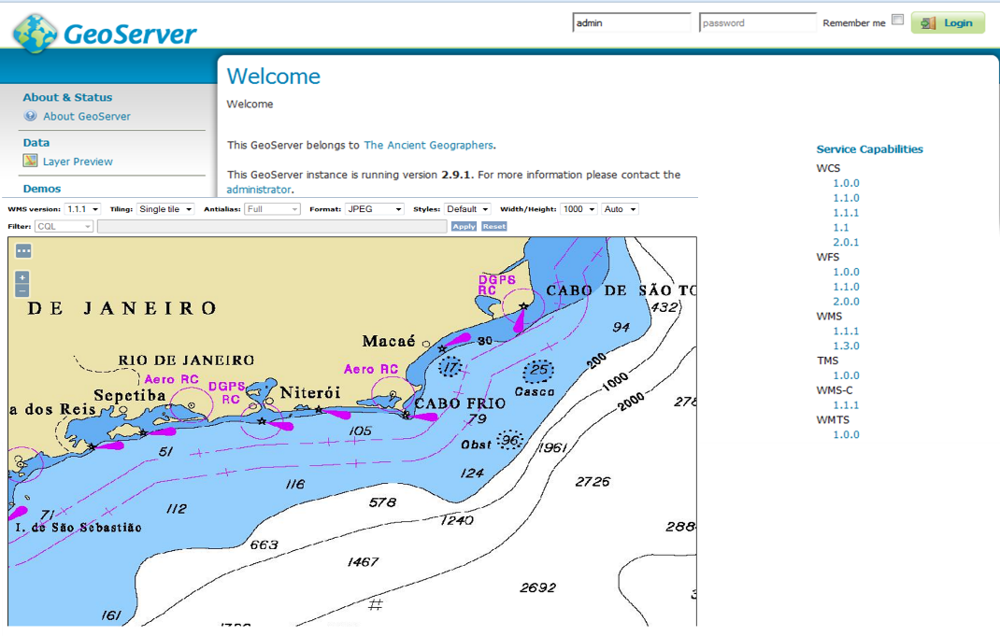 GeoServer
admin
password
Remember me
Login
Welcome
Welcome
About & Status
About GeoServer
Data
Layer Preview
Demos
This GeoServer belongs to The Ancient Geographers.
This GeoServer instance is running version 2.9.1. For more information please contact the
administrator.
Service Capabilities
WCS
1.0.0
1.1.0
1.1.1
1.1
2.0.1
WFS
1.0.0
1.1.0
2.0.0
WMS
1.1.1
1.3.0
TMS
1.0.0
WMS-C
1.1.1
WMTS
1.0.0
WMS version: 1.1.1 Tiling: Single tile Antialias: Full Format: JPEG Styles: Default Width/Height: 1000 Auto
Filter: CQL Apply Reset
...
+
−
DGPS
RC
CABO DE SÃO TO
432
DE JANEIRO
94
Macaé
30
RIO DE JANEIRO
17
25
200
1000
2000
Aero RC
Aero RC
DGPS
RC
Casco
Sepetiba
Niterói
CABO FRIO
278
a dos Reis
79
105
Obst
96
1961
51
124
116
2726
578
112
71
1240
288
I. de São Sebastião
663
1467
2692
#
161